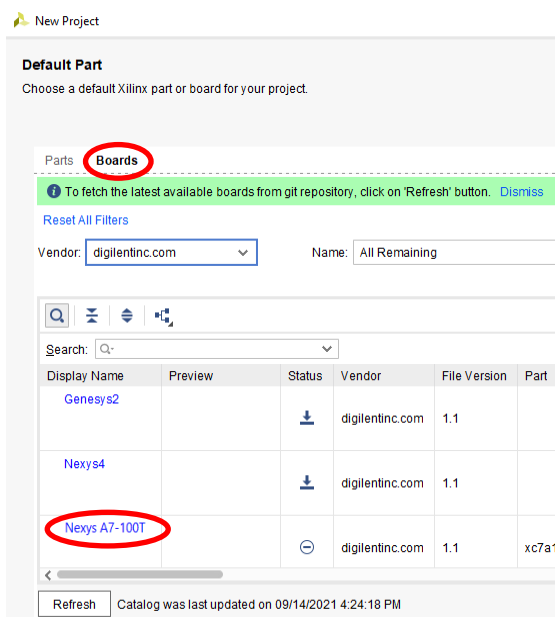 New Project
Default Part
Choose a default Xilinx part or board for your project.
Parts Boards
To fetch the latest available boards from git repository, click on 'Refresh' button. Dismiss
Reset All Filters
Vendor: digilentinc.com Name: All Remaining
Search: Q-
Display Name Preview Status Vendor File Version Part
Genesys2
digilentinc.com 1.1
Nexys4
digilentinc.com 1.1
Nexys A7-100T
digilentinc.com 1.1 xc7a1
Refresh Catalog was last updated on 09/14/2021 4:24:18 PM